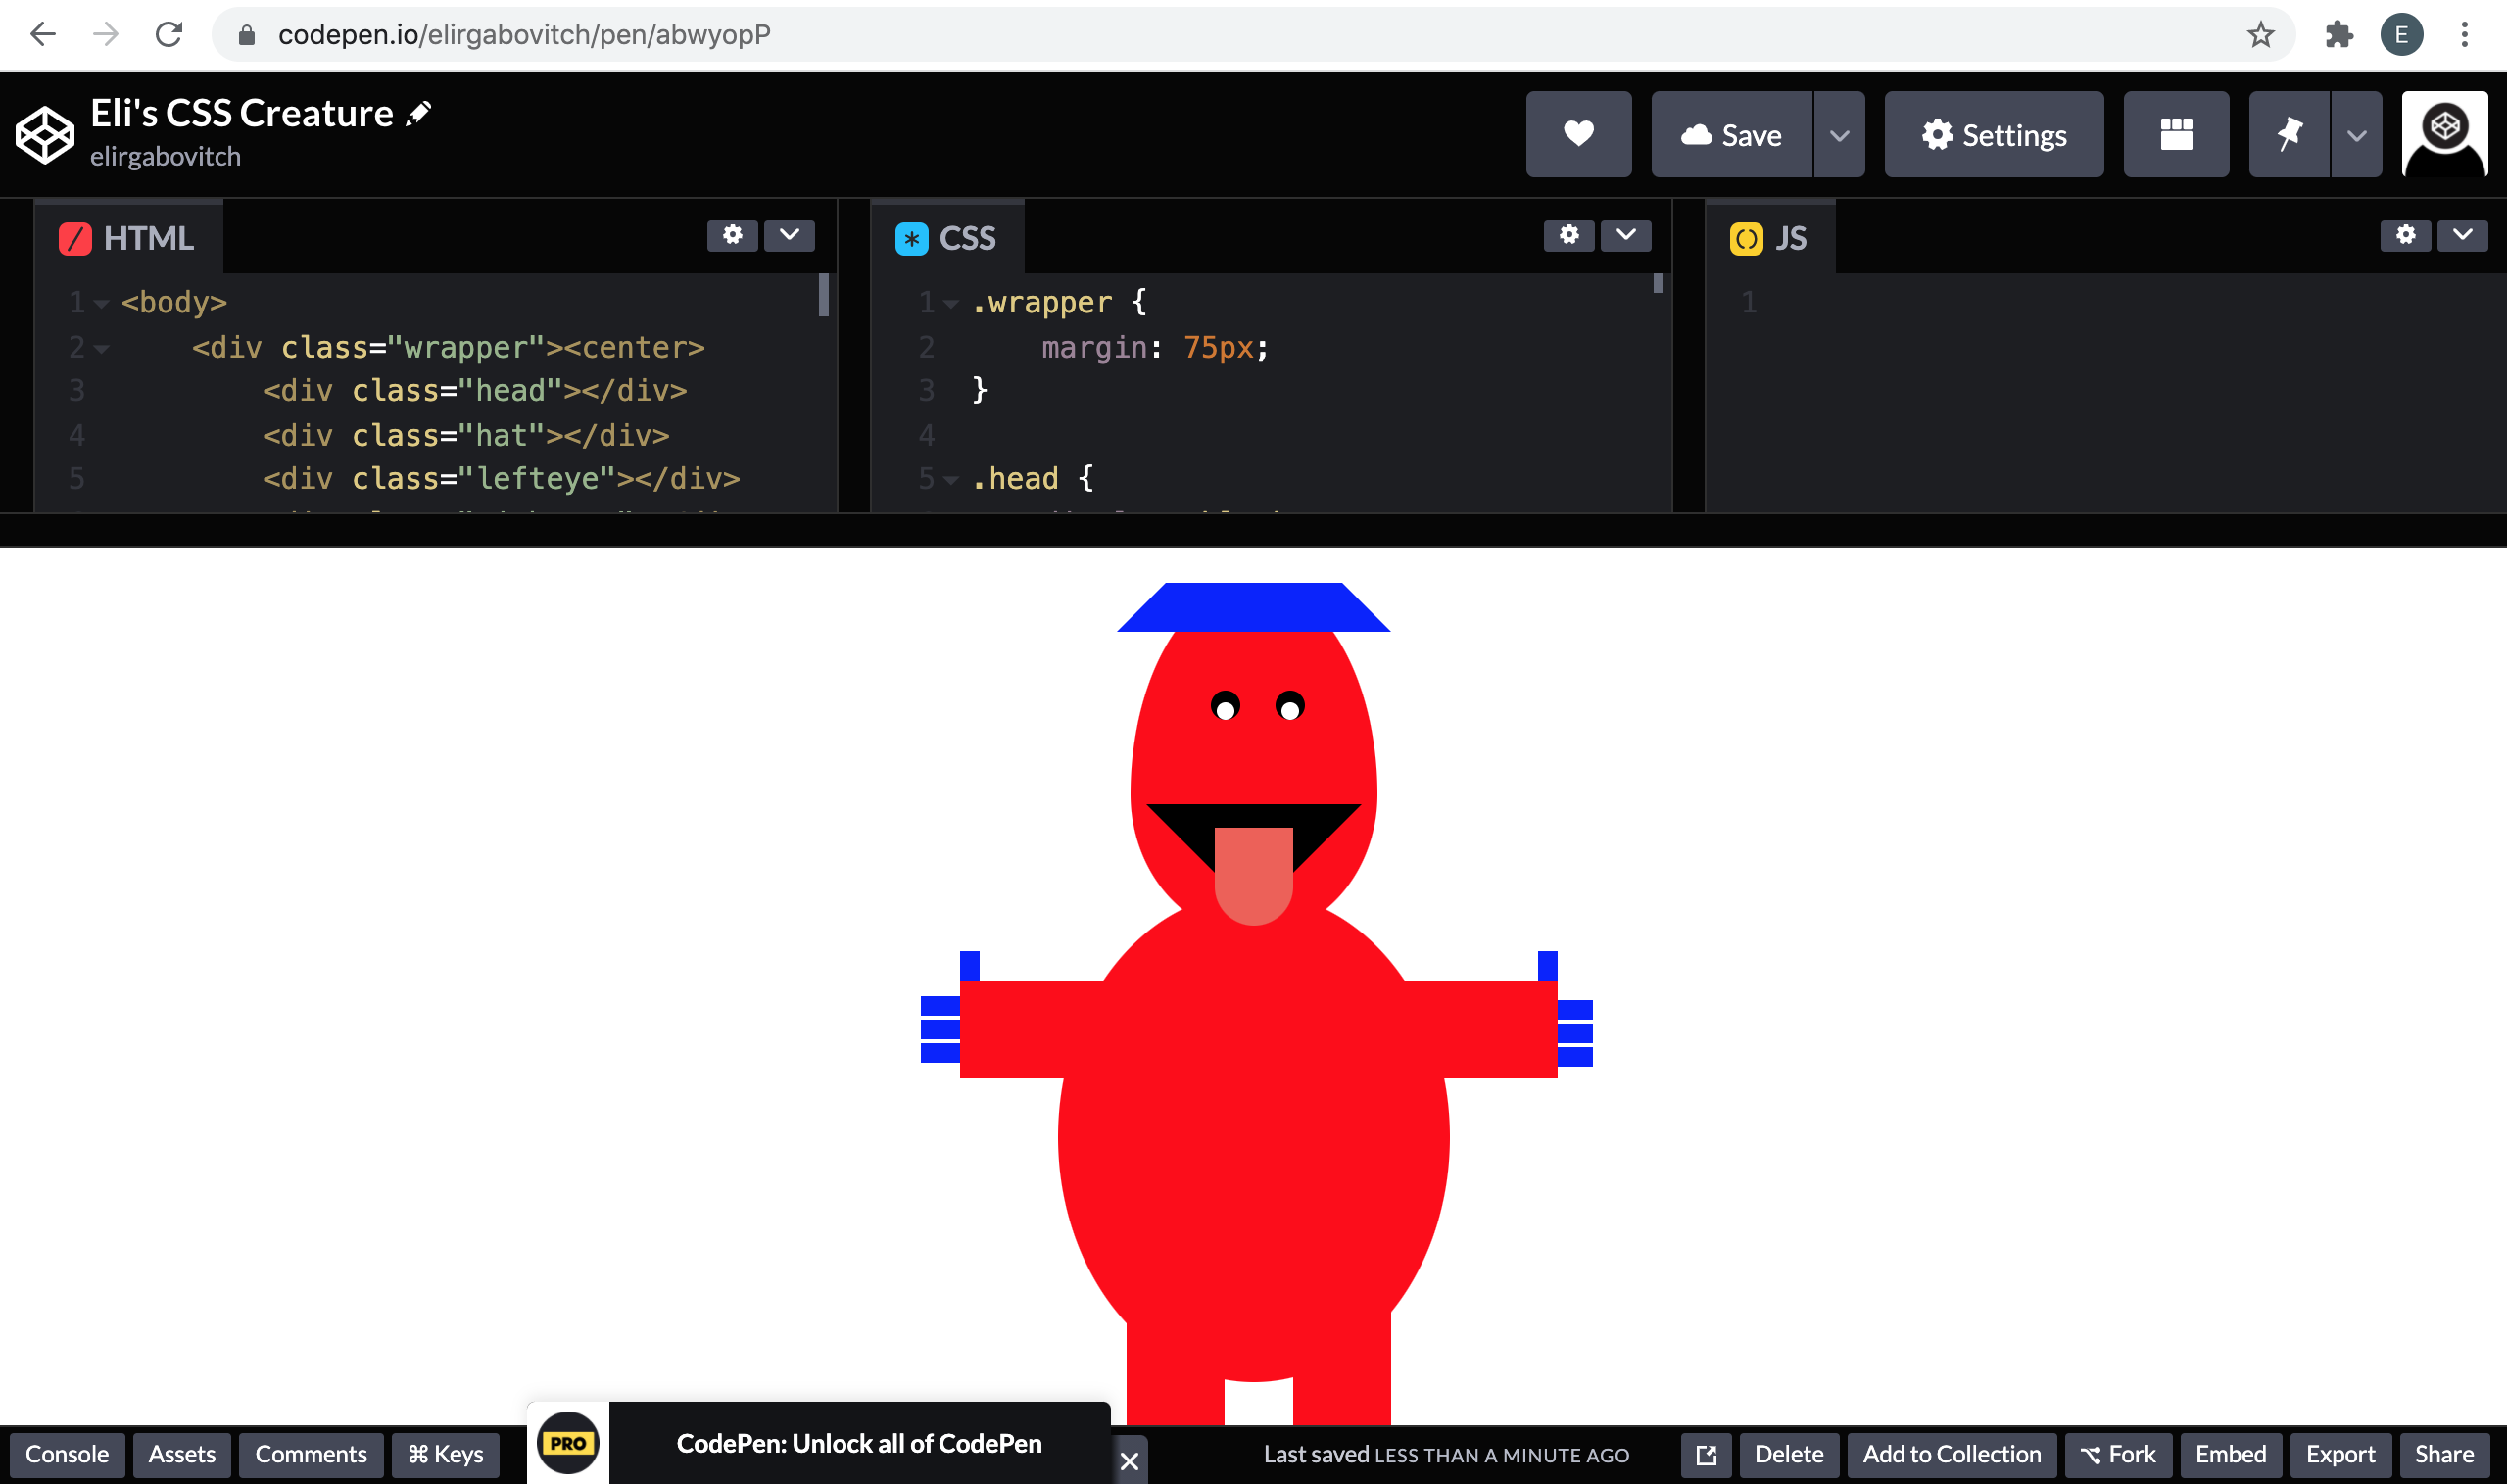 codepen.io/elirgabovitch/pen/abwyopP
E
Eli's CSS Creature
elirgabovitch
Save
Settings
HTML
1 <body>
2 <div class="wrapper"><center>
3 <div class="head"></div>
4 <div class="hat"></div>
5 <div class="lefteye"></div>
CSS
1 .wrapper {
2 margin: 75px;
3 }
4
5 .head {
JS
1
PRO
CodePen: Unlock all of CodePen
Console
Assets
Comments
⌘ Keys
Last saved LESS THAN A MINUTE AGO
Delete
Add to Collection
Fork
Embed
Export
Share